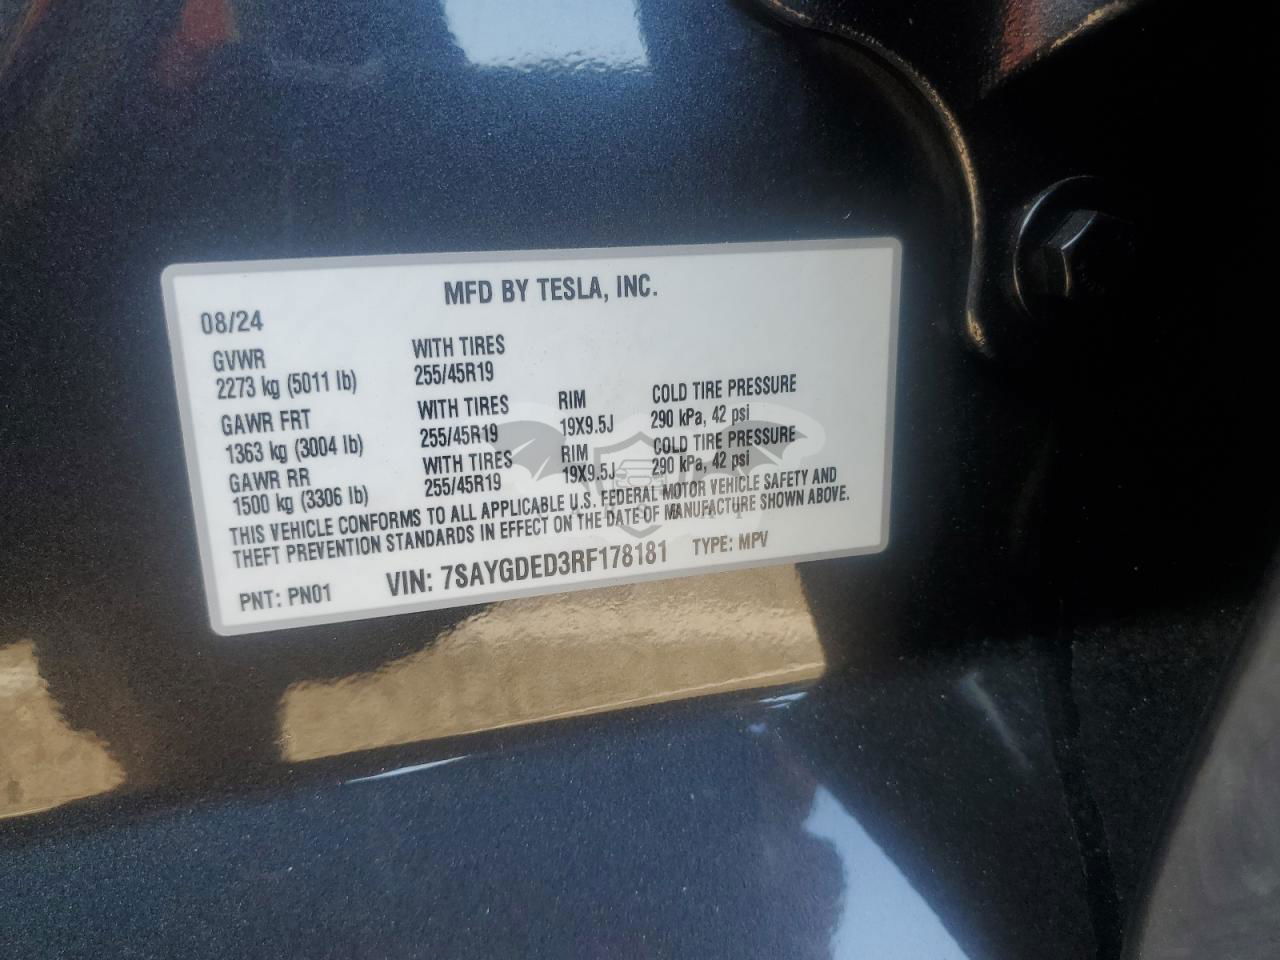 MFD BY TESLA, INC.
08/24
GVWR WITH TIRES
2273 kg (5011 lb) 255/45R19
GAWR FRT WITH TIRES RIM COLD TIRE PRESSURE
1363 kg (3004 lb) 255/45R19 19X9.5J 290 kPa, 42 psi
GAWR RR WITH TIRES RIM COLD TIRE PRESSURE
1500 kg (3306 lb) 255/45R19 19X9.5J 290 kPa, 42 psi
THIS VEHICLE CONFORMS TO ALL APPLICABLE U.S. FEDERAL MOTOR VEHICLE SAFETY AND
THEFT PREVENTION STANDARDS IN EFFECT ON THE DATE OF MANUFACTURE SHOWN ABOVE.
PNT: PN01 VIN: 7SAYGDED3RF178181 TYPE: MPV